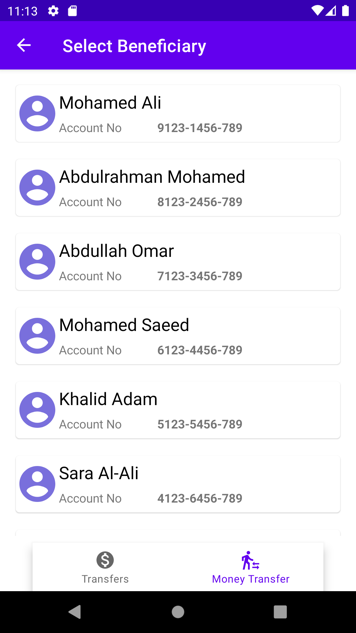 11:13
Select Beneficiary
Mohamed Ali
Account No 9123-1456-789
Abdulrahman Mohamed
Account No 8123-2456-789
Abdullah Omar
Account No 7123-3456-789
Mohamed Saeed
Account No 6123-4456-789
Khalid Adam
Account No 5123-5456-789
Sara Al-Ali
Account No 4123-6456-789
Transfers Money Transfer